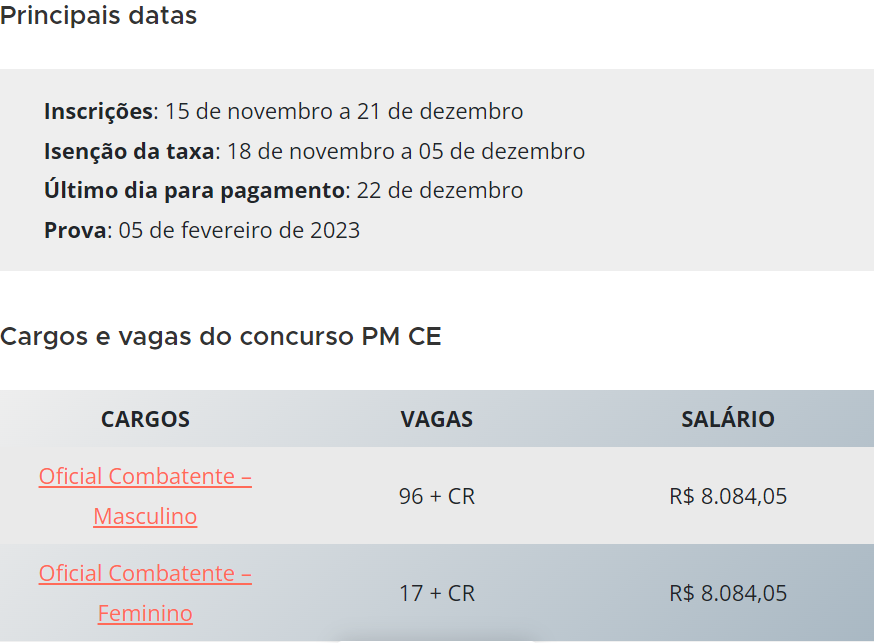 Principais datas
Inscrições: 15 de novembro a 21 de dezembro
Isenção da taxa: 18 de novembro a 05 de dezembro
Último dia para pagamento: 22 de dezembro
Prova: 05 de fevereiro de 2023
Cargos e vagas do concurso PM CE
CARGOS VAGAS SALÁRIO
Oficial Combatente –
Masculino
96 + CR R$ 8.084,05
Oficial Combatente –
Feminino
17 + CR R$ 8.084,05